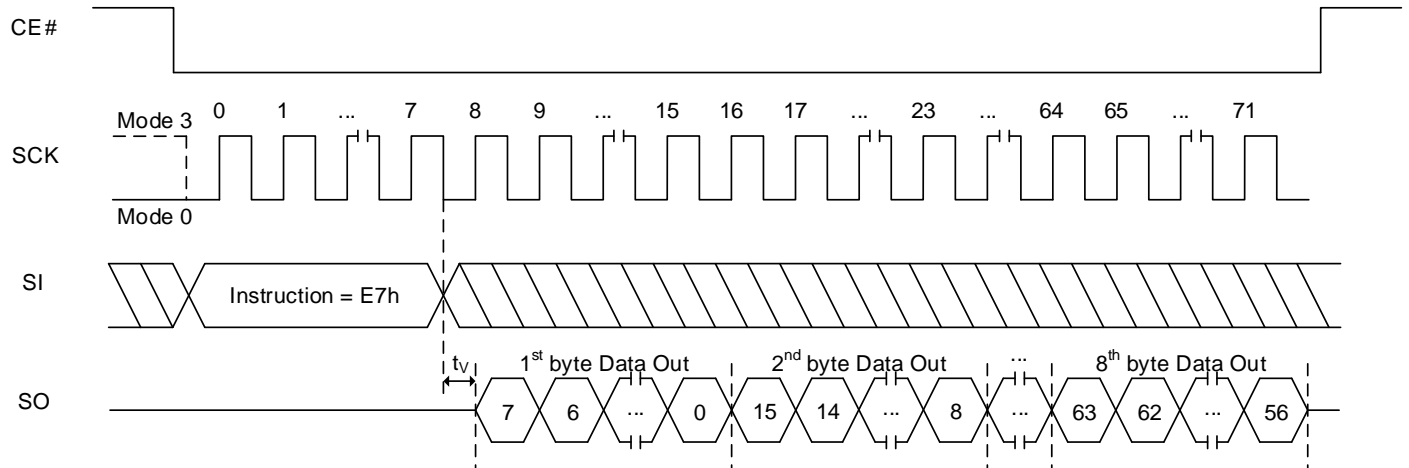 CE#
0 1 ... 7 8 9 ... 15 16 17 ... 23 ... 64 65 ... 71
Mode 3
SCK
Mode 0
SI
Instruction = E7h
tV 1st byte Data Out 2nd byte Data Out ... 8th byte Data Out
SO
7 6 ... 0 15 14 ... 8 ... 63 62 ... 56